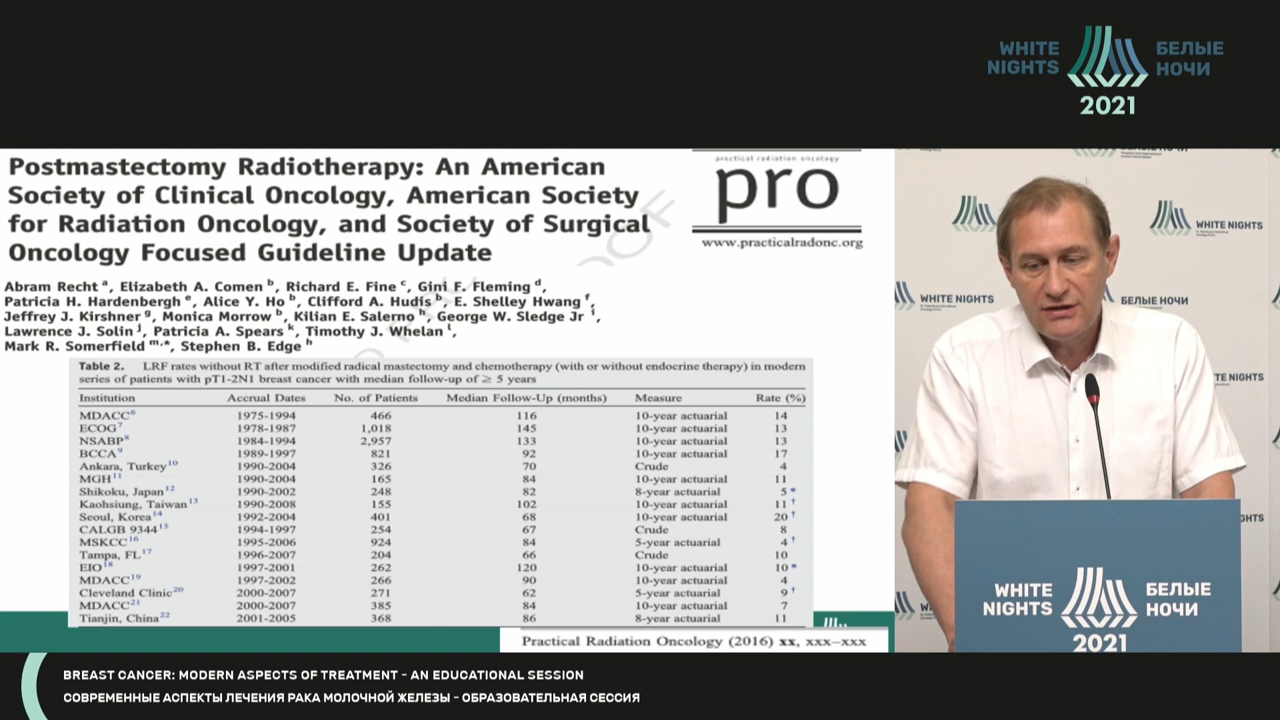 WHITE NIGHTS
БЕЛЫЕ НОЧИ
2021
Postmastectomy Radiotherapy: An American
Society of Clinical Oncology, American Society
for Radiation Oncology, and Society of Surgical
Oncology Focused Guideline Update
practical radiation oncology
pro
www.practicalradonc.org
Abram Recht a, Elizabeth A. Comen b, Richard E. Fine c, Gini F. Fleming d,
Patricia H. Hardenbergh e, Alice Y. Ho b, Clifford A. Hudis b, E. Shelley Hwang f,
Jeffrey J. Kirshner g, Monica Morrow b, Kilian E. Salerno h, George W. Sledge Jr i,
Lawrence J. Solin j, Patricia A. Spears k, Timothy J. Whelan l,
Mark R. Somerfield m,*, Stephen B. Edge h
Table 2. LRF rates without RT after modified radical mastectomy and chemotherapy (with or without endocrine therapy) in modern
series of patients with pT1-2N1 breast cancer with median follow-up of ≥ 5 years
Institution Accrual Dates No. of Patients Median Follow-Up (months) Measure Rate (%)
MDACC6 1975-1994 466 116 10-year actuarial 14
ECOG7 1978-1987 1,018 145 10-year actuarial 13
NSABP8 1984-1994 2,957 133 10-year actuarial 13
BCCA9 1989-1997 821 92 10-year actuarial 17
Ankara, Turkey10 1990-2004 326 70 Crude 4
MGH11 1990-2004 165 84 10-year actuarial 11
Shikoku, Japan12 1990-2002 248 82 8-year actuarial 5*
Kaohsiung, Taiwan13 1990-2008 155 102 10-year actuarial 11†
Seoul, Korea14 1992-2004 401 68 10-year actuarial 20†
CALGB 934415 1994-1997 254 67 Crude 8
MSKCC16 1995-2006 924 84 5-year actuarial 4†
Tampa, FL17 1996-2007 204 66 Crude 10
EIO18 1997-2001 262 120 10-year actuarial 10*
MDACC19 1997-2002 266 90 10-year actuarial 4
Cleveland Clinic20 2000-2007 271 62 5-year actuarial 9†
MDACC21 2000-2007 385 84 10-year actuarial 7
Tianjin, China22 2001-2005 368 86 8-year actuarial 11
Practical Radiation Oncology (2016) xx, xxx–xxx
WHITE NIGHTS
WHITE NIGHTS
БЕЛЫЕ НОЧИ
WHITE NIGHTS
БЕЛЫЕ НОЧИ
2021
BREAST CANCER: MODERN ASPECTS OF TREATMENT - AN EDUCATIONAL SESSION
СОВРЕМЕННЫЕ АСПЕКТЫ ЛЕЧЕНИЯ РАКА МОЛОЧНОЙ ЖЕЛЕЗЫ - ОБРАЗОВАТЕЛЬНАЯ СЕССИЯ